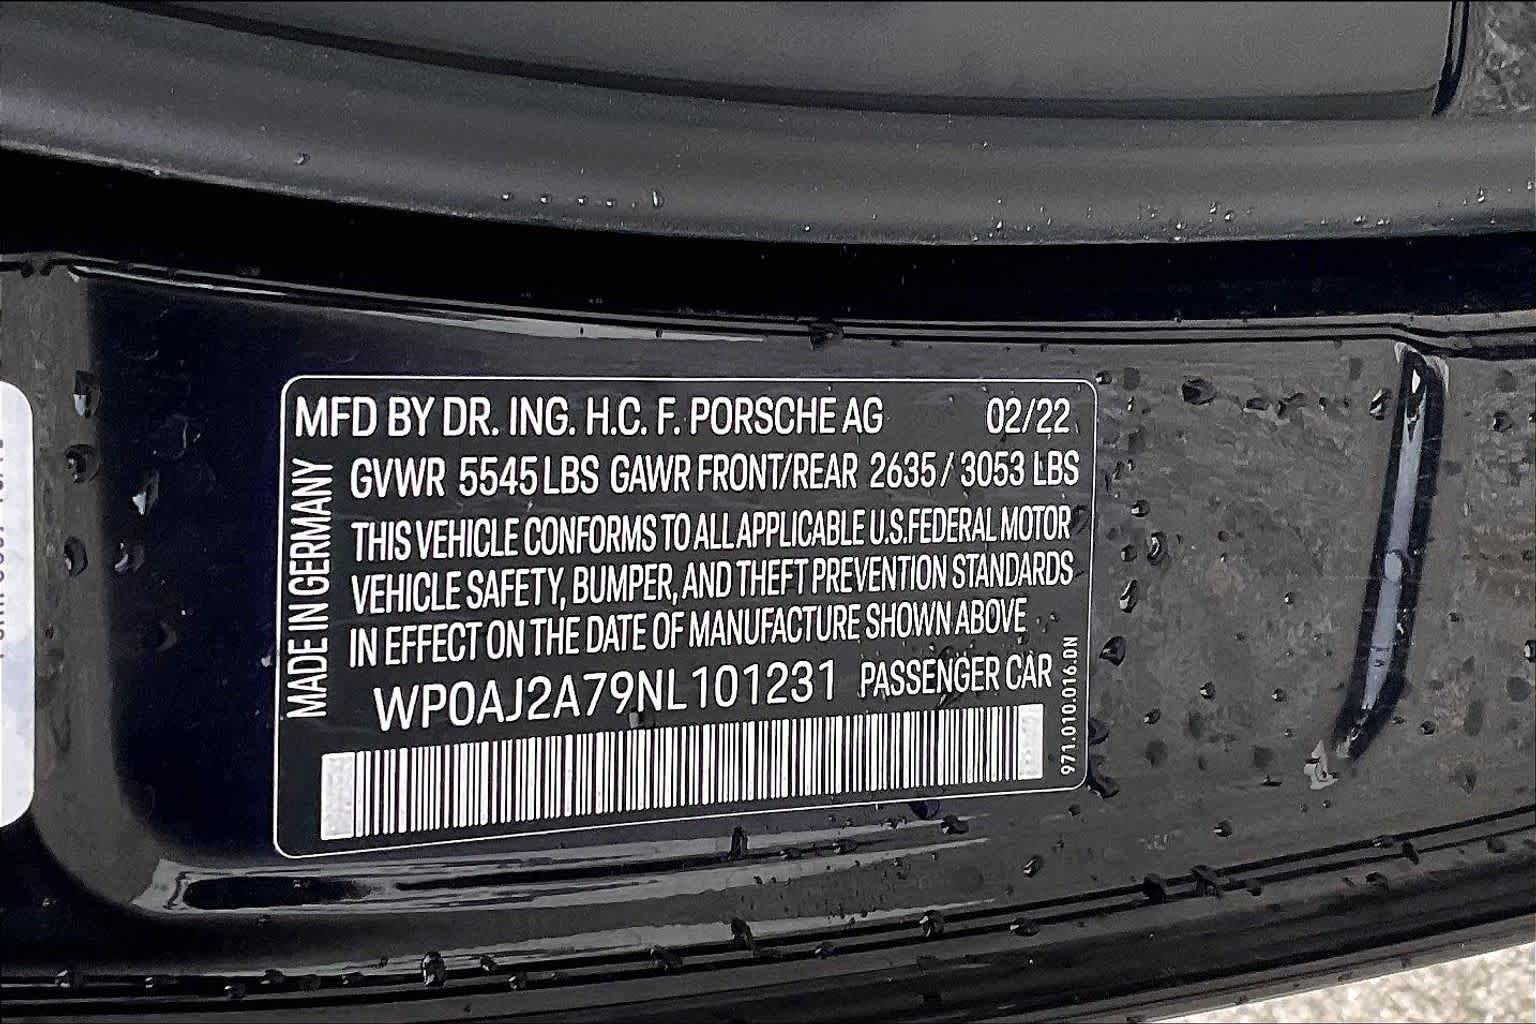 MFD BY DR. ING. H.C. F. PORSCHE AG 02/22
GVWR 5545 LBS GAWR FRONT/REAR 2635 / 3053 LBS
THIS VEHICLE CONFORMS TO ALL APPLICABLE U.S. FEDERAL MOTOR
VEHICLE SAFETY, BUMPER, AND THEFT PREVENTION STANDARDS
IN EFFECT ON THE DATE OF MANUFACTURE SHOWN ABOVE
WP0AJ2A79NL101231 PASSENGER CAR
MADE IN GERMANY
971.010.016.DN